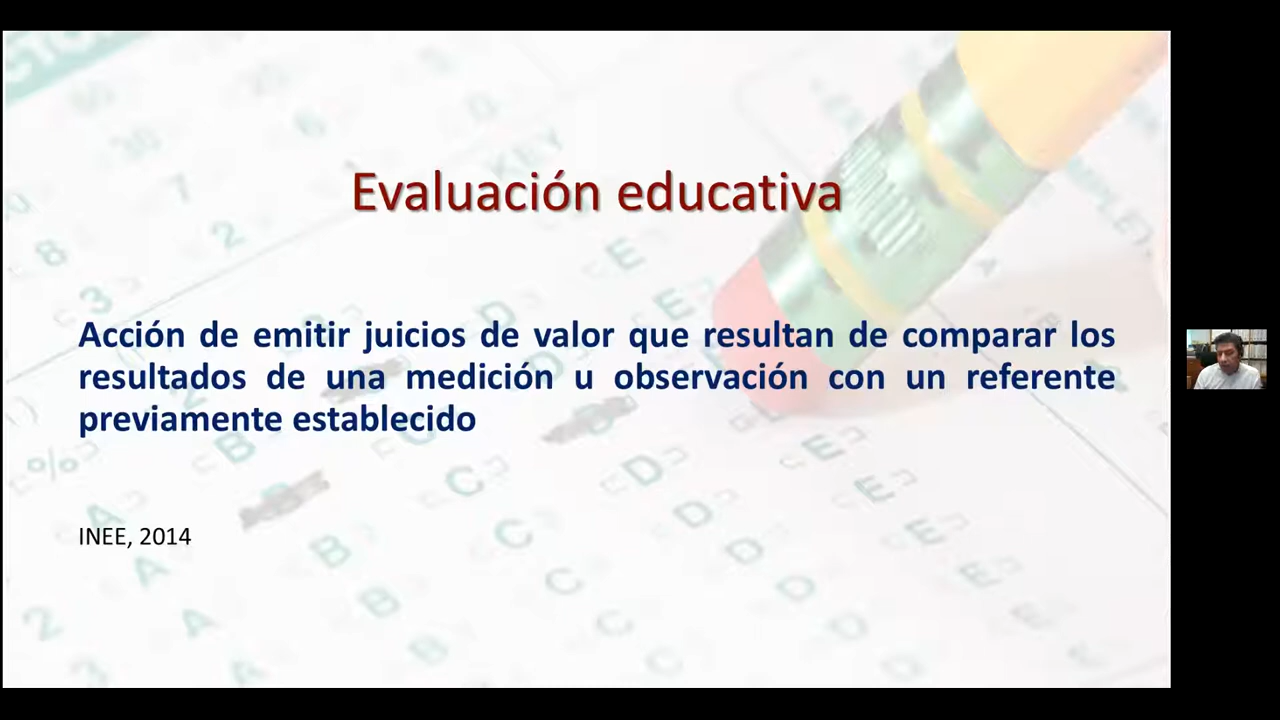 Evaluación educativa
Acción de emitir juicios de valor que resultan de comparar los
resultados de una medición u observación con un referente
previamente establecido
INEE, 2014